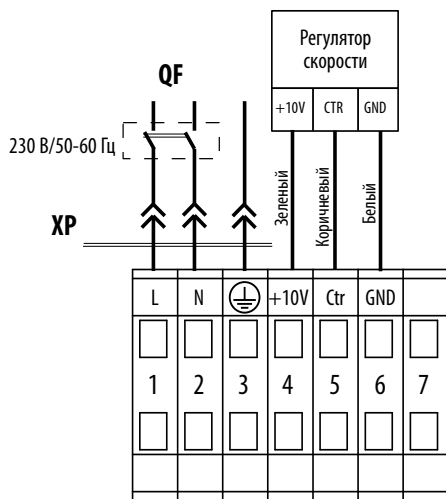 Регулятор
скорости
QF
+10V CTR GND
230 В/50-60 Гц
Зеленый
Коричневый
Белый
XP
L N +10V Ctr GND
1 2 3 4 5 6 7